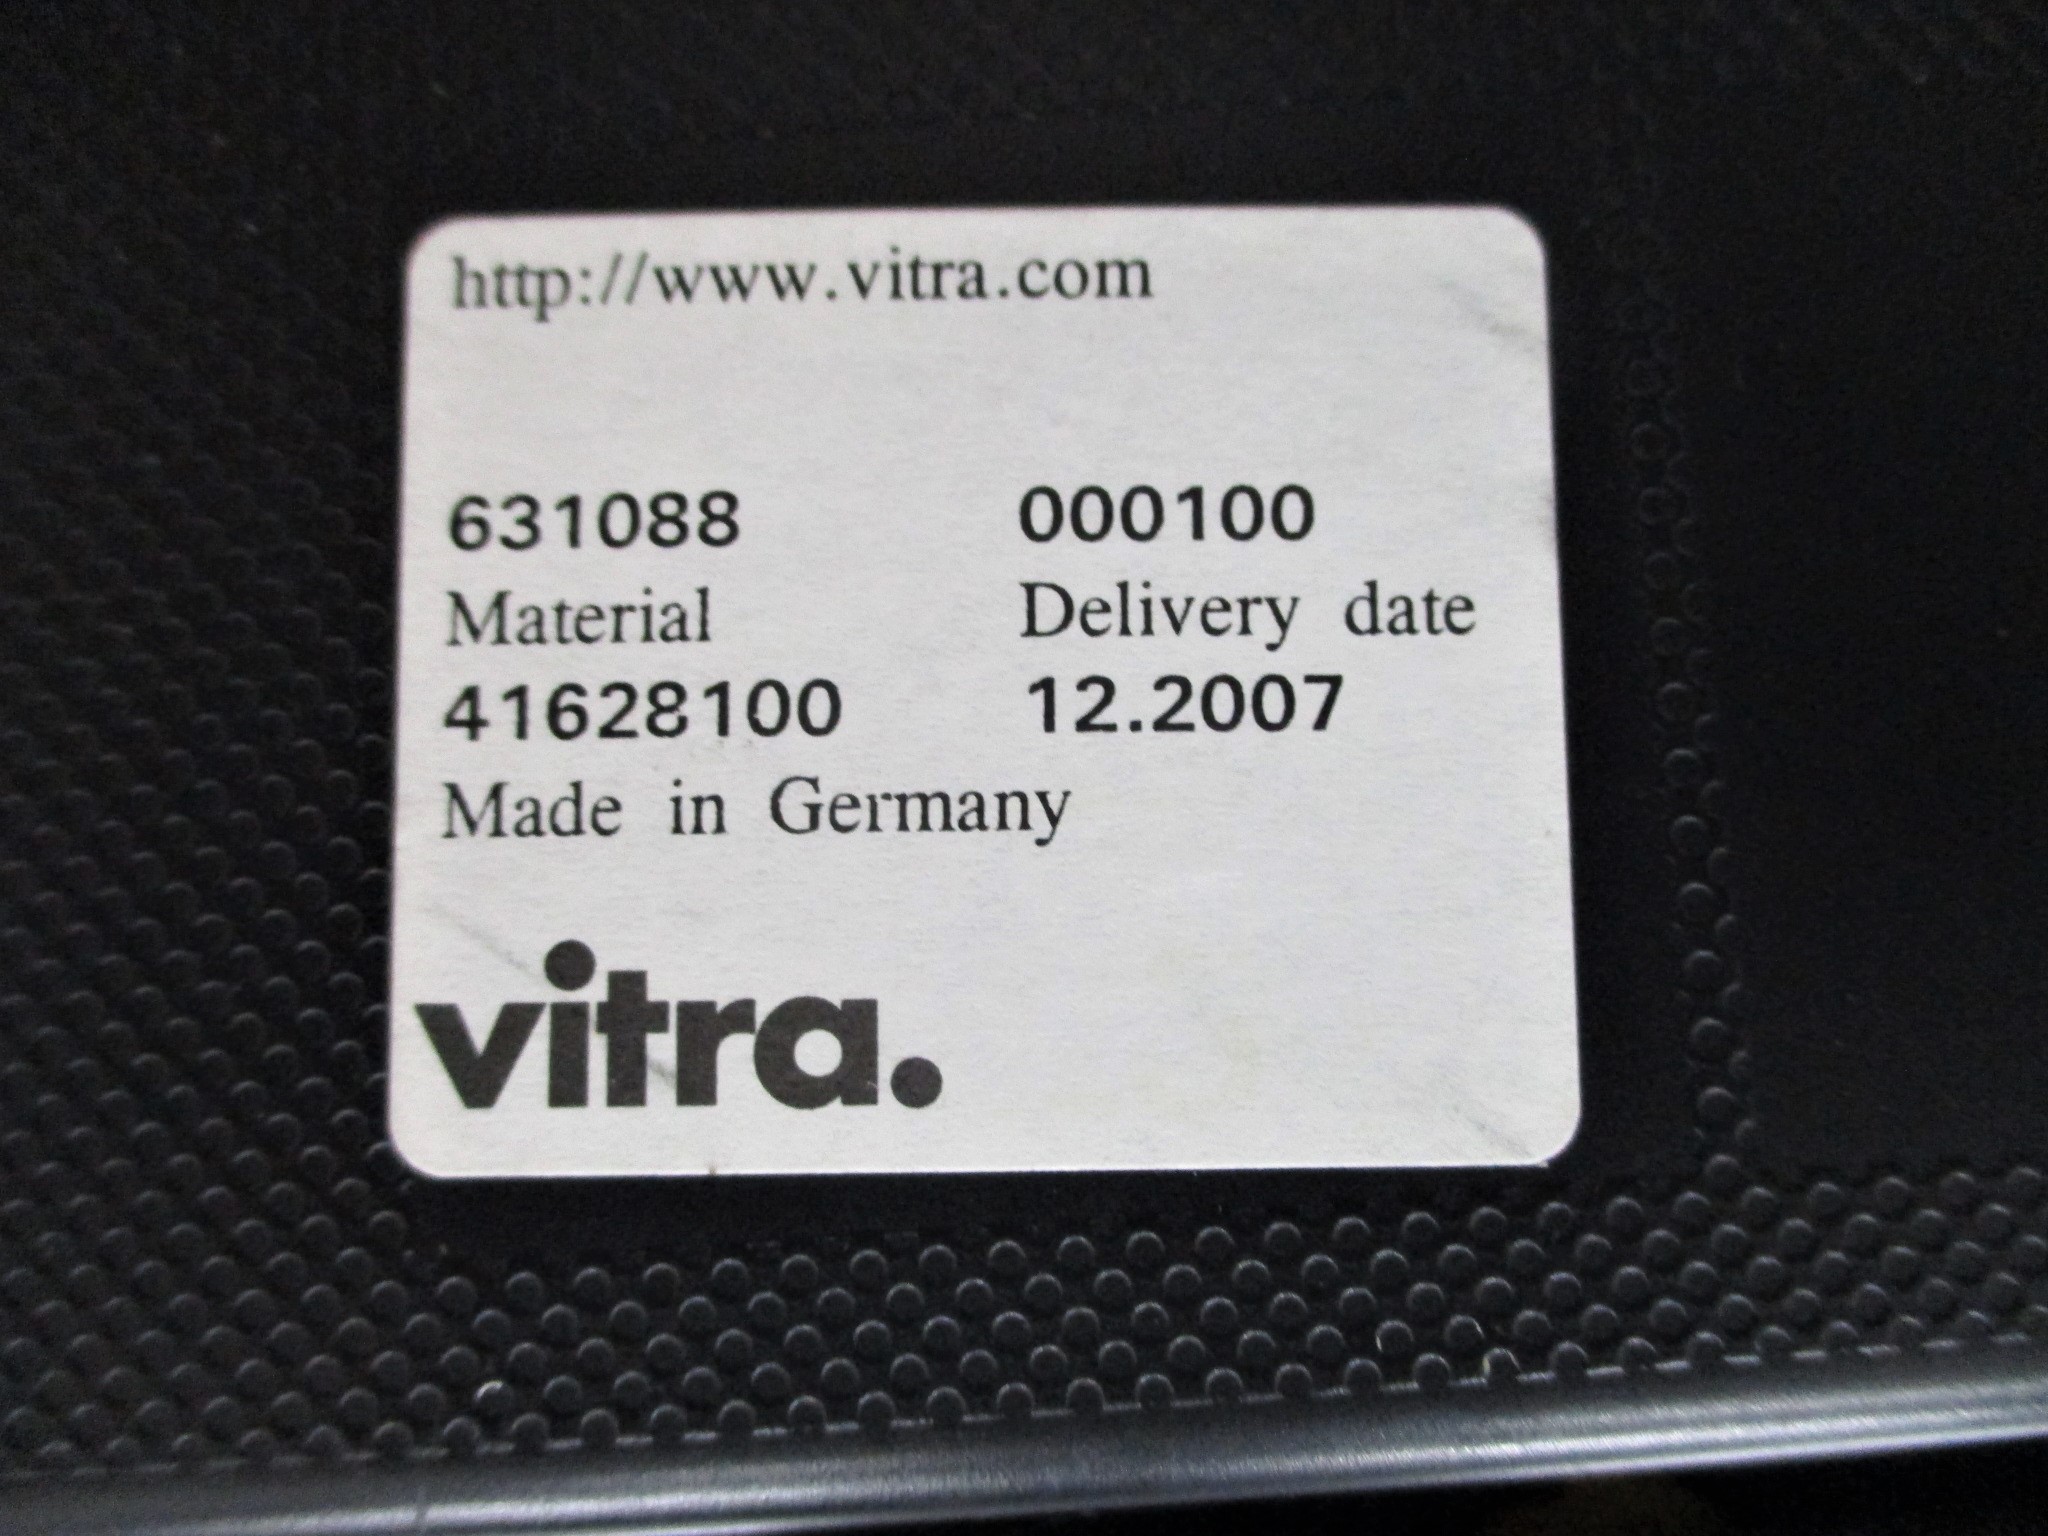 http://www.vitra.com
631088 000100
Material Delivery date
41628100 12.2007
Made in Germany
vitra.